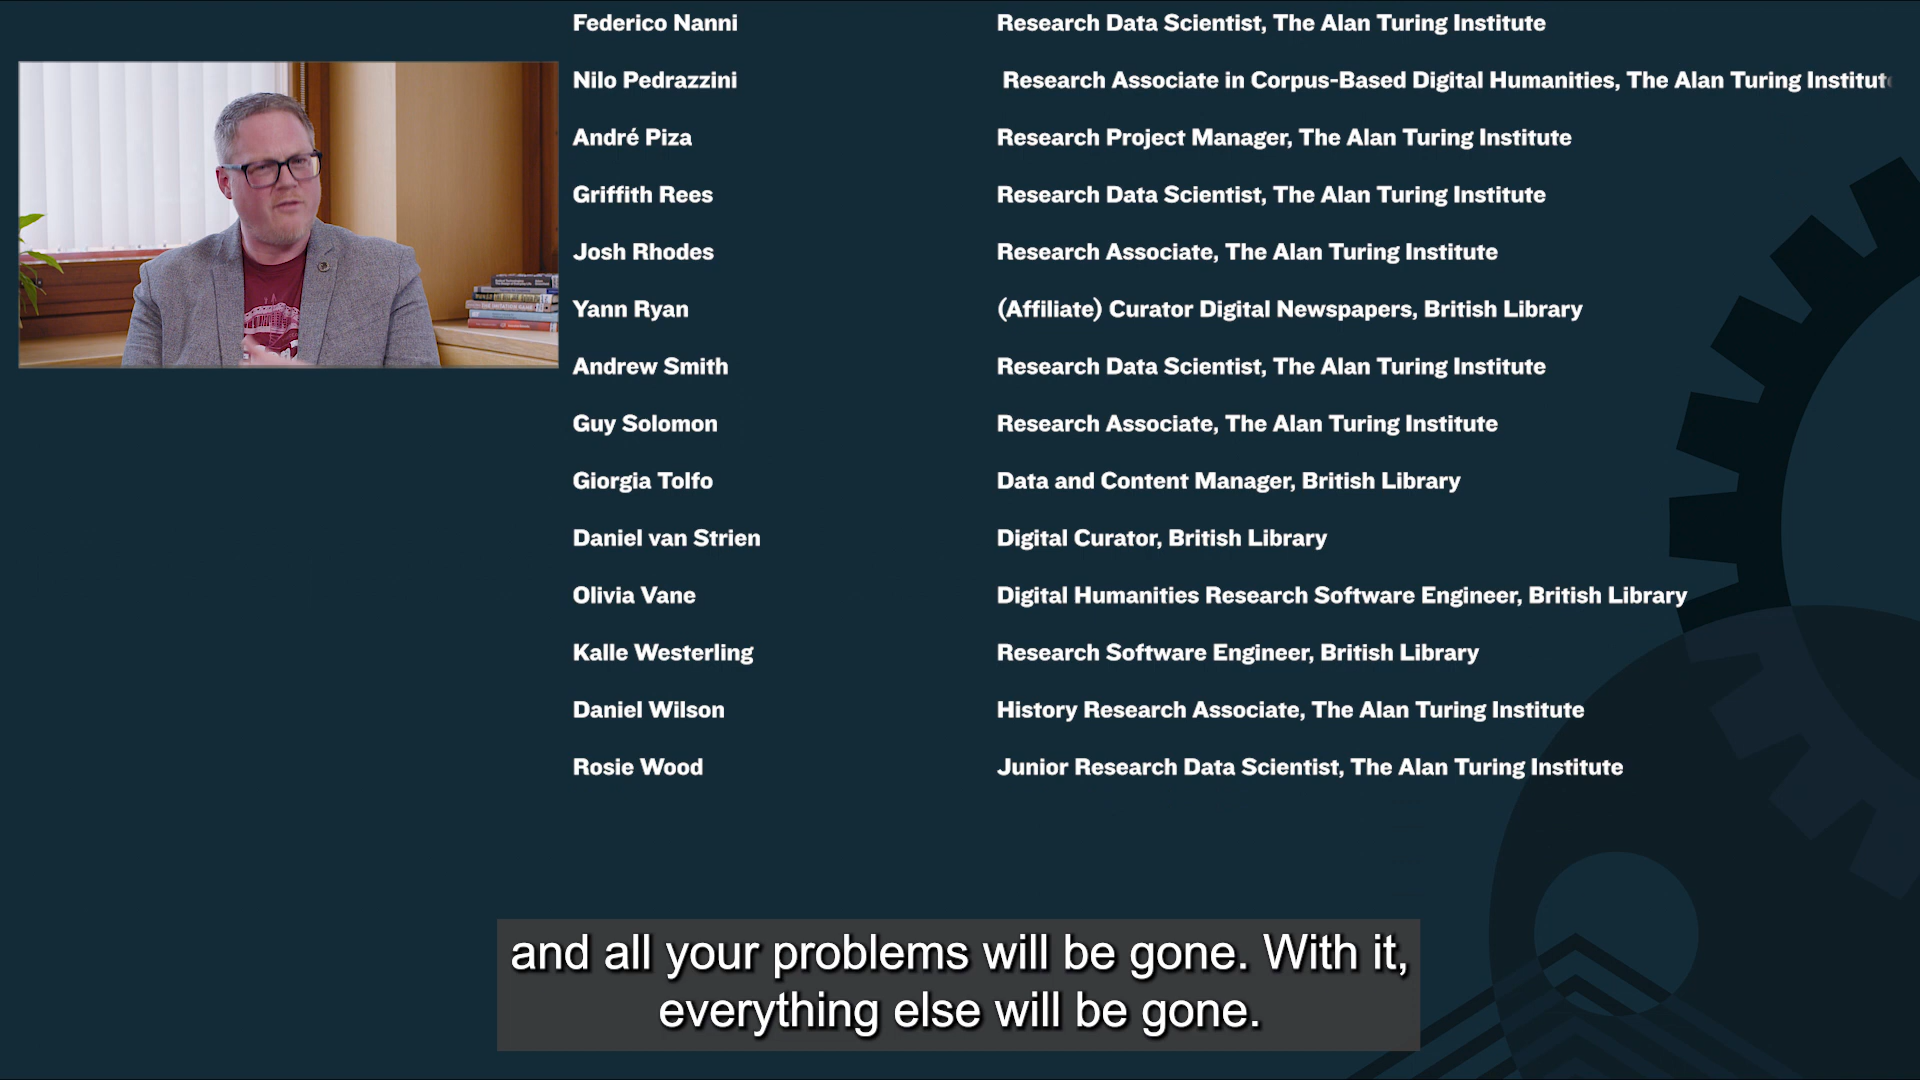 Federico Nanni Research Data Scientist, The Alan Turing Institute
Nilo Pedrazzini Research Associate in Corpus-Based Digital Humanities, The Alan Turing Institute
André Piza Research Project Manager, The Alan Turing Institute
Griffith Rees Research Data Scientist, The Alan Turing Institute
Josh Rhodes Research Associate, The Alan Turing Institute
Yann Ryan (Affiliate) Curator Digital Newspapers, British Library
Andrew Smith Research Data Scientist, The Alan Turing Institute
Guy Solomon Research Associate, The Alan Turing Institute
Giorgia Tolfo Data and Content Manager, British Library
Daniel van Strien Digital Curator, British Library
Olivia Vane Digital Humanities Research Software Engineer, British Library
Kalle Westerling Research Software Engineer, British Library
Daniel Wilson History Research Associate, The Alan Turing Institute
Rosie Wood Junior Research Data Scientist, The Alan Turing Institute
and all your problems will be gone. With it,
everything else will be gone.